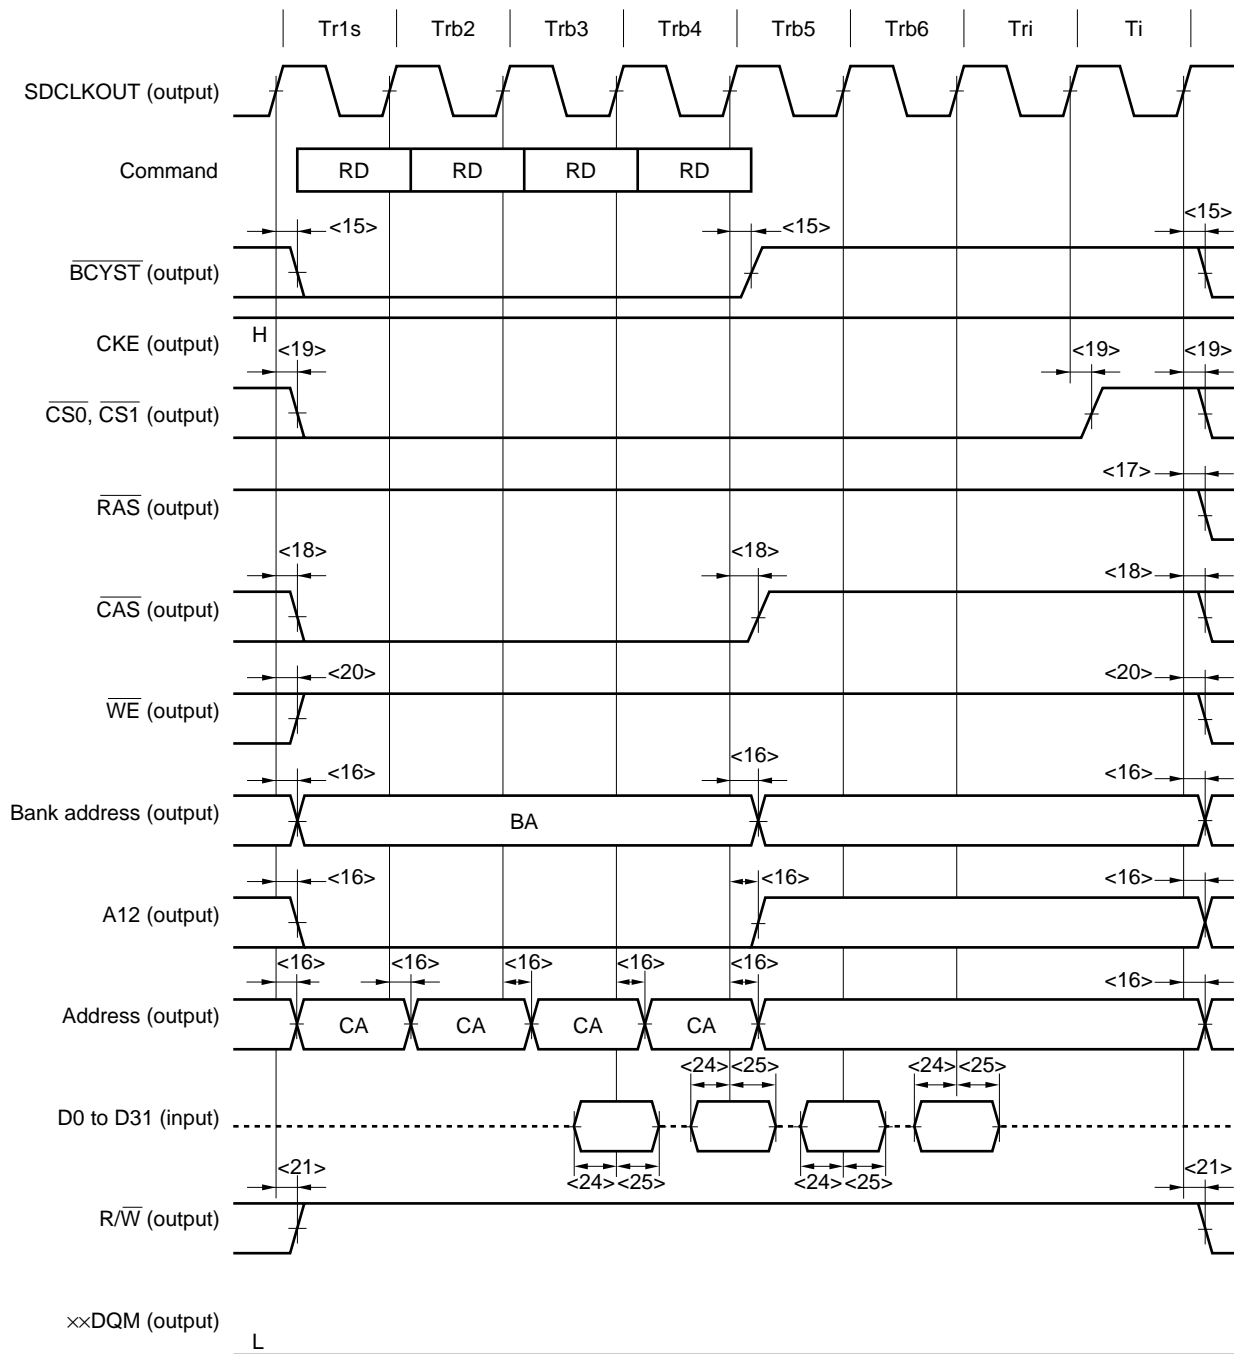 Tr1s Trb2 Trb3 Trb4 Trb5 Trb6 Tri Ti
SDCLKOUT (output)
Command RD RD RD RD
<15> <15> <15>
BCYST (output)
CKE (output) H
<19> <19> <19>
CS0, CS1 (output)
<17>
RAS (output)
<18> <18> <18>
CAS (output)
<20> <20>
WE (output)
<16> <16> <16>
Bank address (output) BA
<16> <16> <16>
A12 (output)
<16> <16> <16> <16> <16> <16>
Address (output) CA CA CA CA
<24> <25> <24> <25>
D0 to D31 (input)
<24> <25> <24> <25>
<21> <21>
R/W (output)
××DQM (output) L